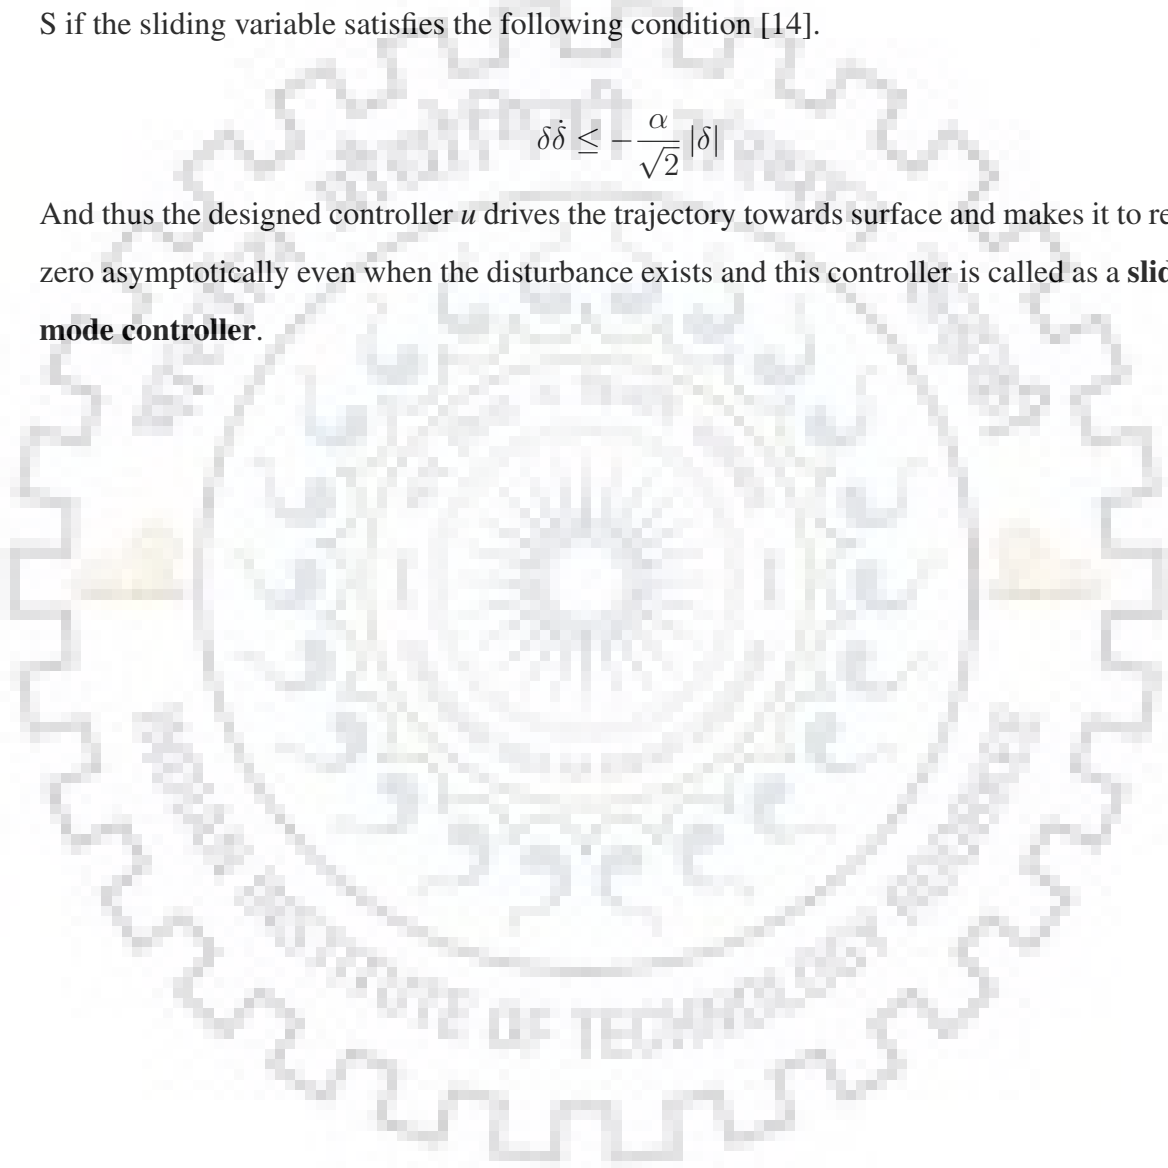 S if the sliding variable satisfies the following condition [14].
δδ̇ ≤ −α/√2 |δ|
And thus the designed controller u drives the trajectory towards surface and makes it to re
zero asymptotically even when the disturbance exists and this controller is called as a slid
mode controller.
OF TECHNOLOGY